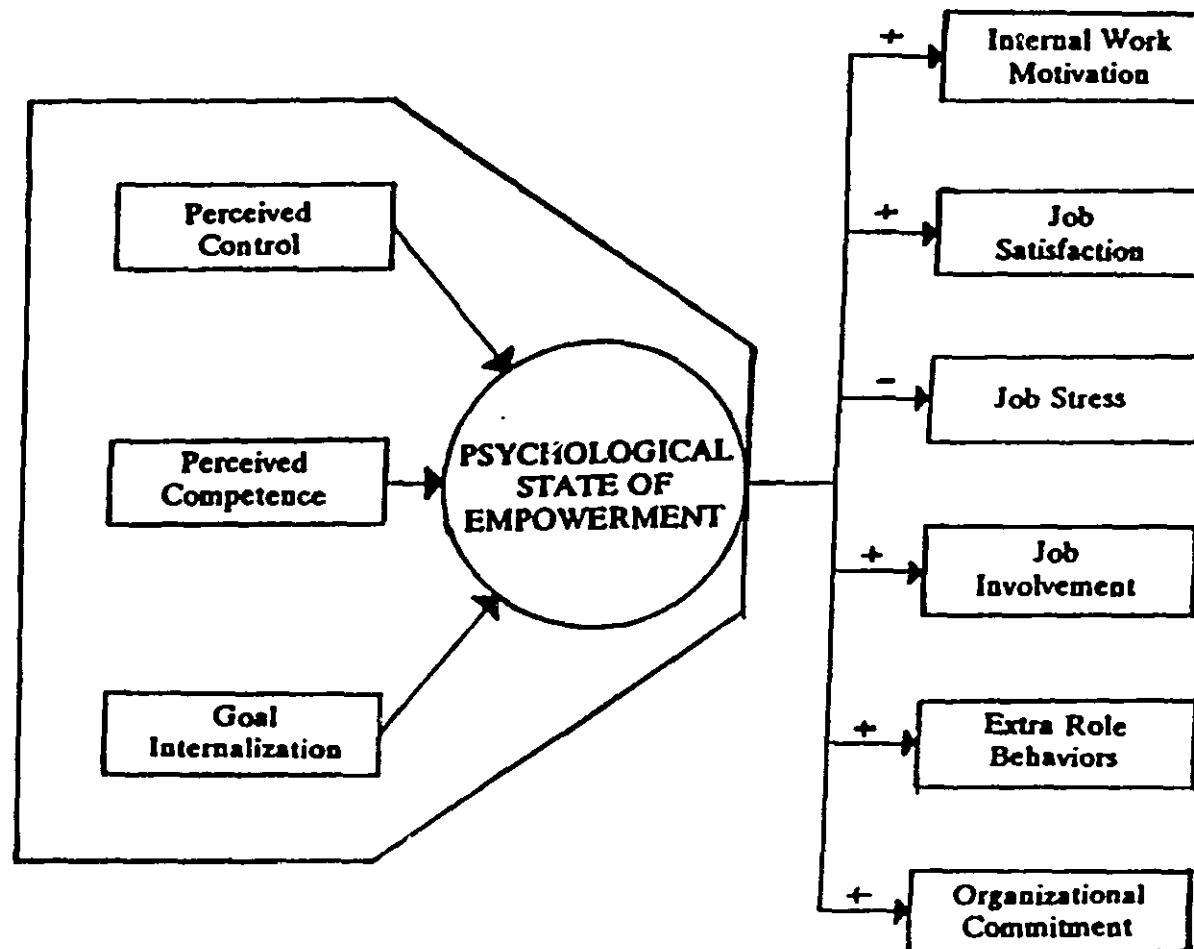 Perceived
Control
Perceived
Competence
Goal
Internalization
PSYCHOLOGICAL
STATE OF
EMPOWERMENT
+
Internal Work
Motivation
+
Job
Satisfaction
-
Job Stress
+
Job
Involvement
+
Extra Role
Behaviors
+
Organizational
Commitment